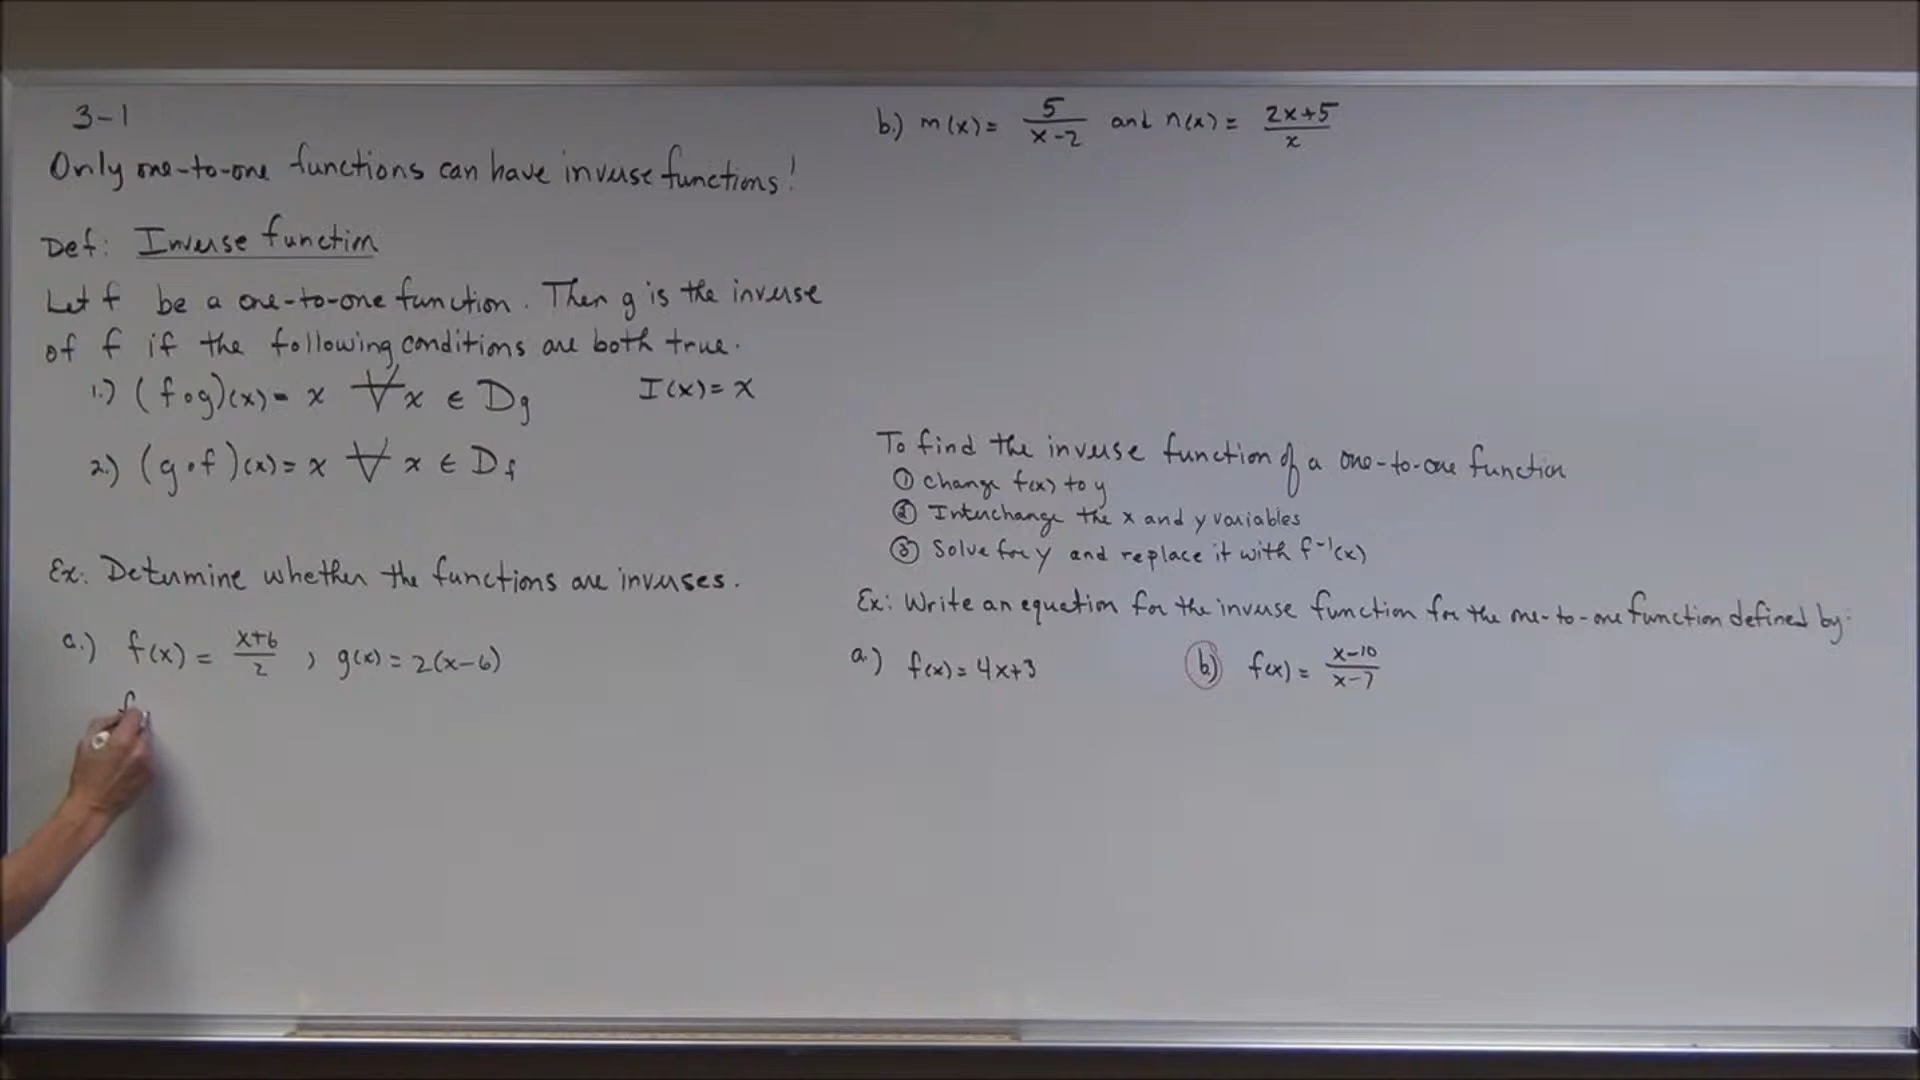 3-1
Only one-to-one functions can have inverse functions!
Def: Inverse function
Let f be a one-to-one function. Then g is the inverse
of f if the following conditions are both true.
1.) (f∘g)(x) = x ∀x ∈ Dg I(x) = x
2.) (g∘f)(x) = x ∀x ∈ Df
Ex: Determine whether the functions are inverses.
a.) f(x) = (x+6)/2 , g(x) = 2(x-6)
f
b.) m(x) = 5/(x-2) and n(x) = (2x+5)/x
To find the inverse function of a one-to-one function
① Change f(x) to y
② Interchange the x and y variables
③ Solve for y and replace it with f⁻¹(x)
Ex: Write an equation for the inverse function for the one-to-one function defined by:
a.) f(x) = 4x+3 b.) f(x) = (x-10)/(x-7)